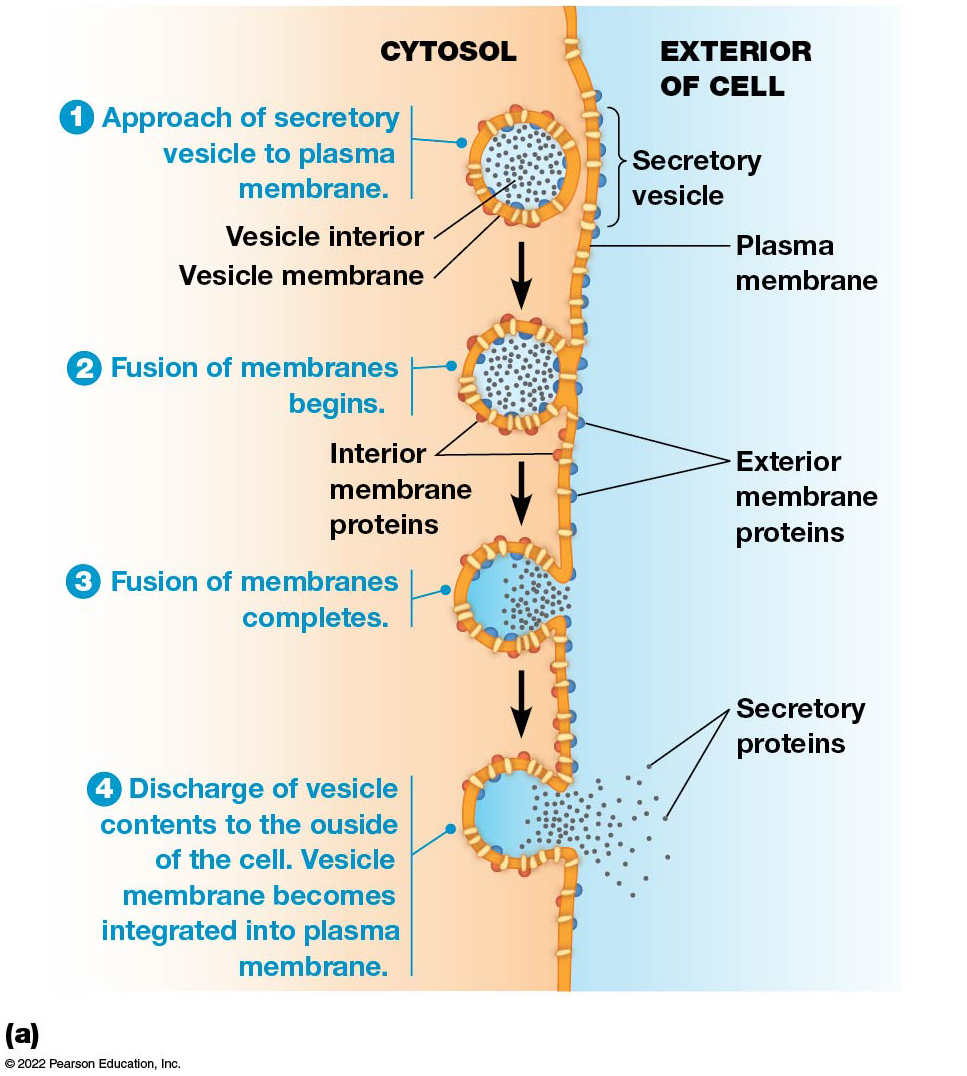 CYTOSOL
EXTERIOR
OF CELL
1 Approach of secretory
vesicle to plasma
membrane.
Secretory
vesicle
Vesicle interior
Vesicle membrane
Plasma
membrane
2 Fusion of membranes
begins.
Interior
membrane
proteins
Exterior
membrane
proteins
3 Fusion of membranes
completes.
Secretory
proteins
4 Discharge of vesicle
contents to the ouside
of the cell. Vesicle
membrane becomes
integrated into plasma
membrane.
(a)
© 2022 Pearson Education, Inc.